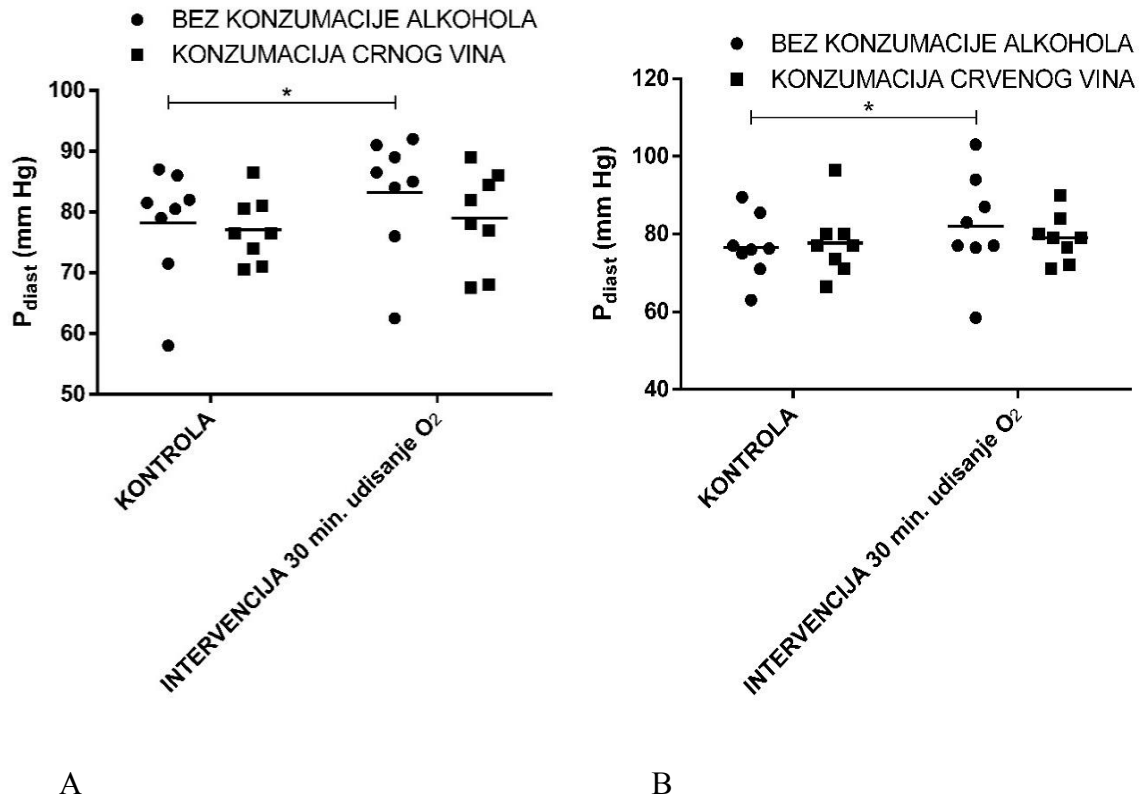 BEZ KONZUMACIJE ALKOHOLA
KONZUMACIJA CRNOG VINA
*
100
90
80
70
60
50
Pdiast (mm Hg)
KONTROLA
INTERVENCIJA 30 min. udisanje O2
A
BEZ KONZUMACIJE ALKOHOLA
KONZUMACIJA CRVENOG VINA
*
120
100
80
60
40
Pdiast (mm Hg)
KONTROLA
INTERVENCIJA 30 min. udisanje O2
B